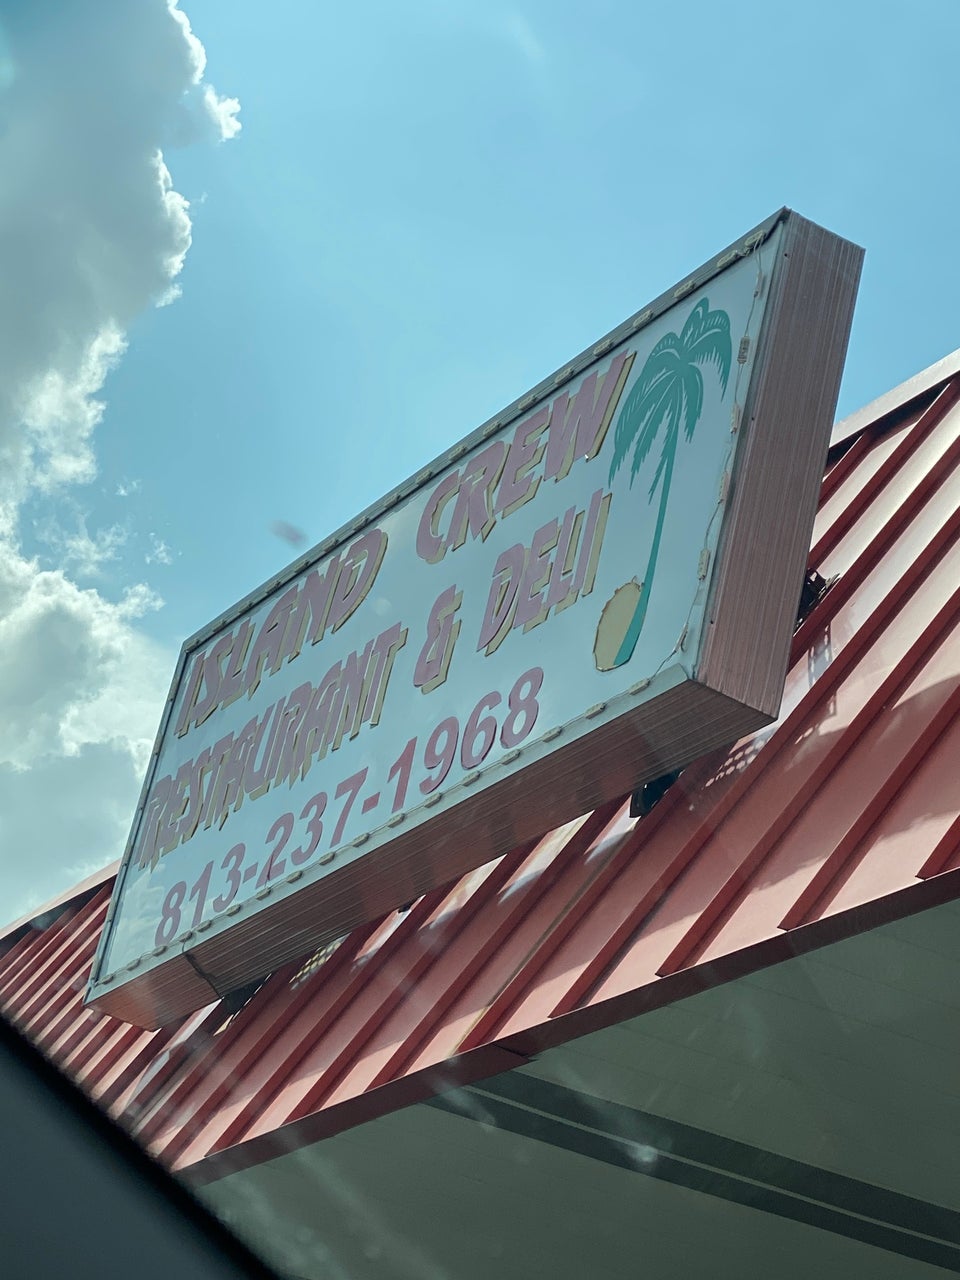 ISLAND CREW
RESTAURANT & DELI
813-237-1968